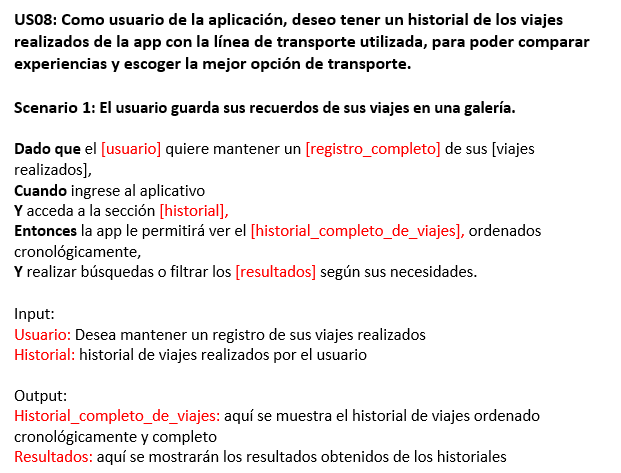 US08: Como usuario de la aplicación, deseo tener un historial de los viajes
realizados de la app con la línea de transporte utilizada, para poder comparar
experiencias y escoger la mejor opción de transporte.
Scenario 1: El usuario guarda sus recuerdos de sus viajes en una galería.
Dado que el [usuario] quiere mantener un [registro_completo] de sus [viajes
realizados],
Cuando ingrese al aplicativo
Y acceda a la sección [historial],
Entonces la app le permitirá ver el [historial_completo_de_viajes], ordenados
cronológicamente,
Y realizar búsquedas o filtrar los [resultados] según sus necesidades.
Input:
Usuario: Desea mantener un registro de sus viajes realizados
Historial: historial de viajes realizados por el usuario
Output:
Historial_completo_de_viajes: aquí se muestra el historial de viajes ordenado
cronológicamente y completo
Resultados: aquí se mostrarán los resultados obtenidos de los historiales